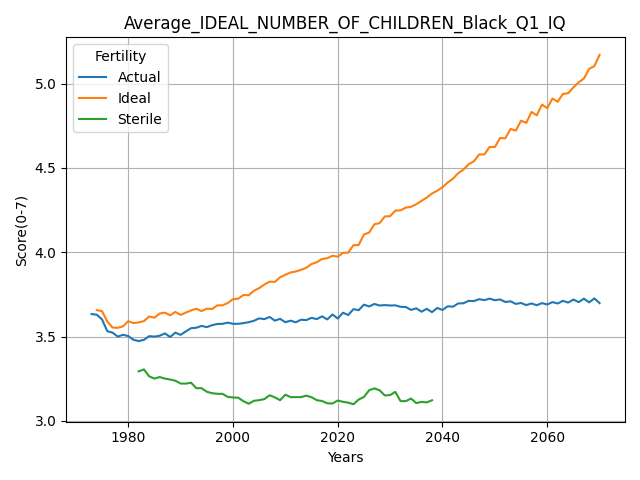 Average_IDEAL_NUMBER_OF_CHILDREN_Black_Q1_IQ
Fertility
Actual
Ideal
Sterile
5.0
4.5
4.0
3.5
3.0
Score(0-7)
1980 2000 2020 2040 2060
Years